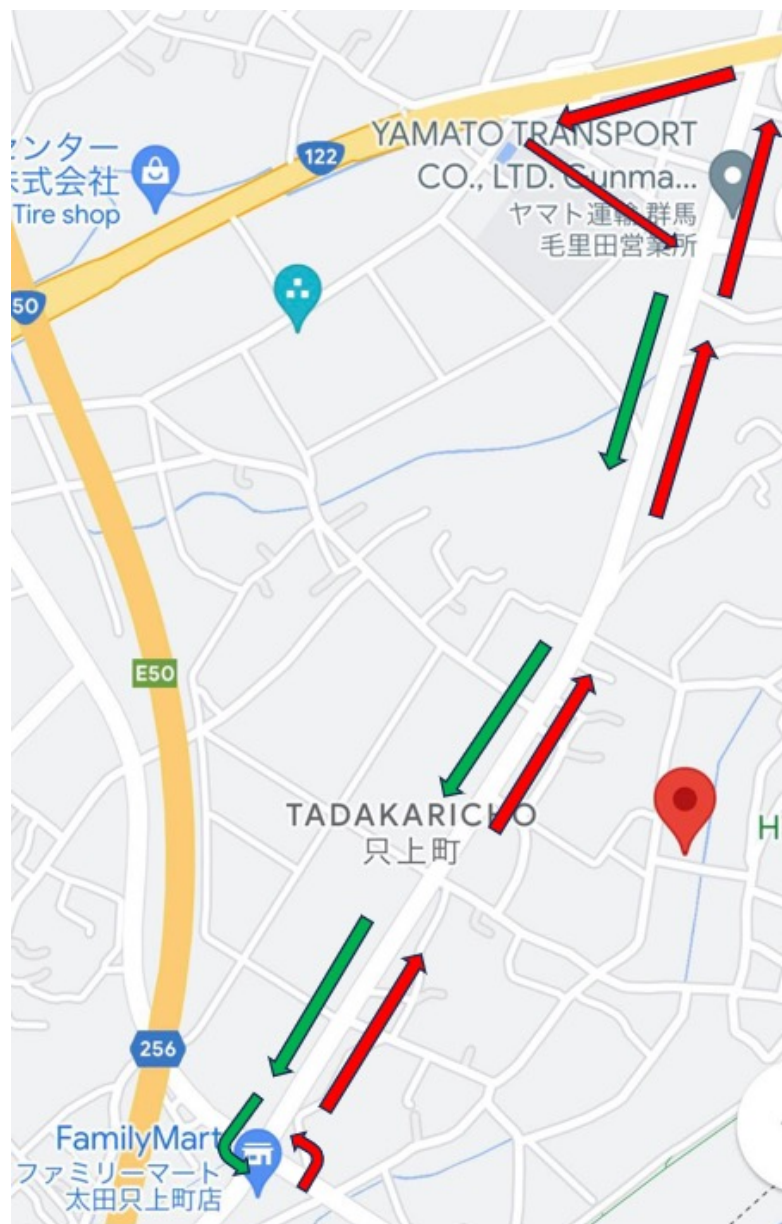 122
YAMATO TRANSPORT
CO., LTD. Gunma...
ヤマト運輸 群馬
毛里田営業所
センター
株式会社
Tire shop
50
E50
TADAKARICHO
只上町
H
256
FamilyMart
ファミリーマート
太田只上町店